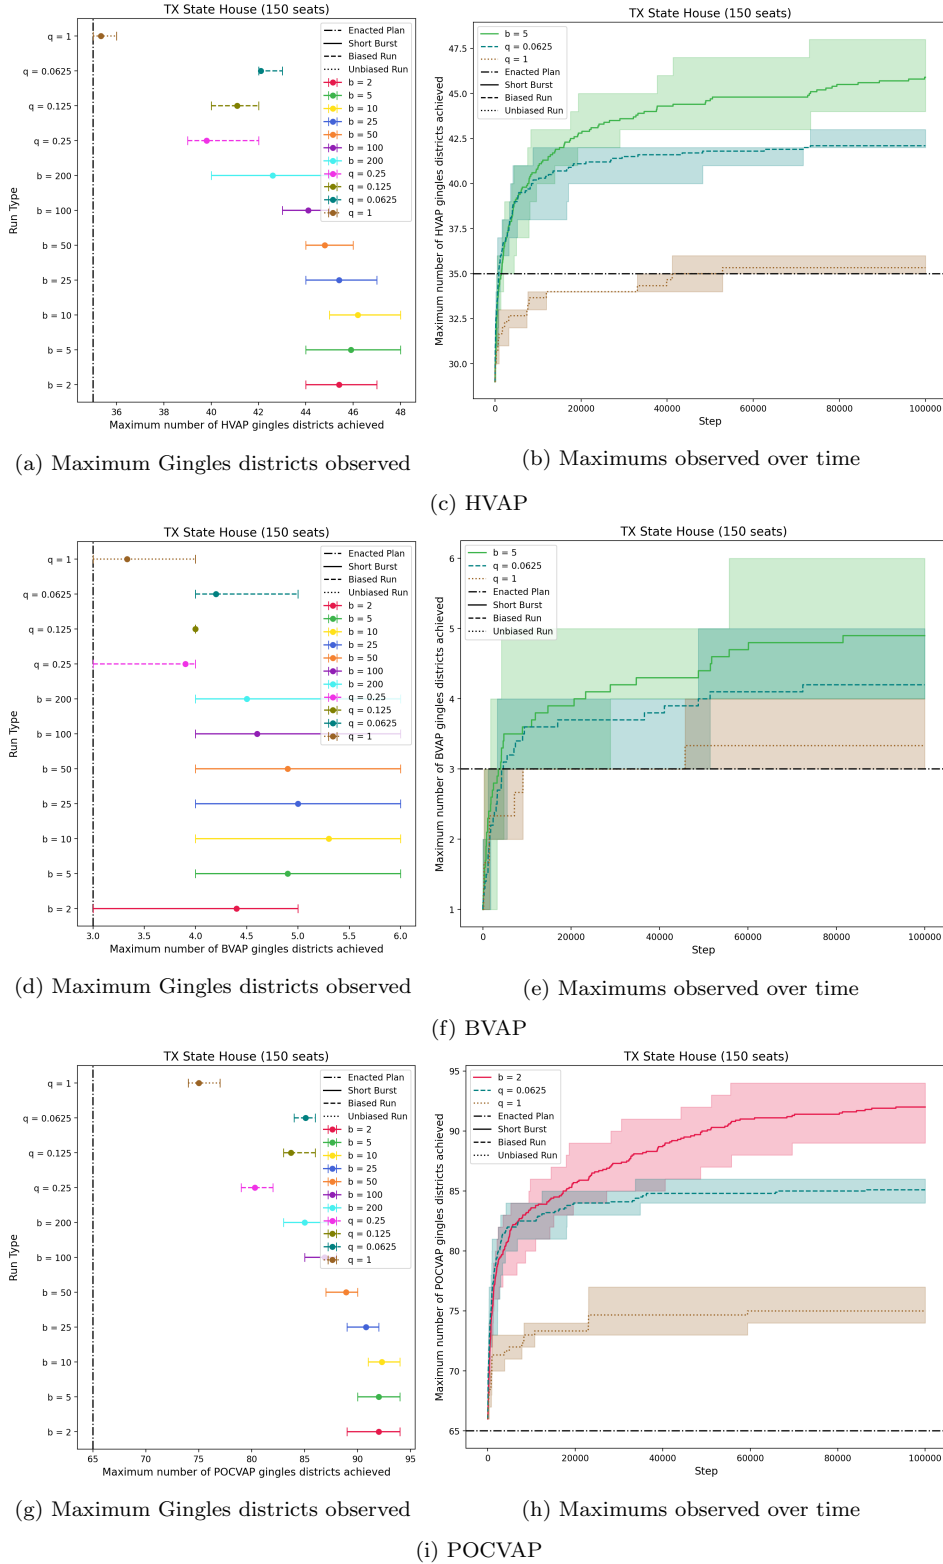 TX State House (150 seats)
Run Type
q = 1
q = 0.0625
q = 0.125
q = 0.25
b = 200
b = 100
b = 50
b = 25
b = 10
b = 5
b = 2
Enacted Plan
Short Burst
Biased Run
Unbiased Run
b = 2
b = 5
b = 10
b = 25
b = 50
b = 100
b = 200
q = 0.25
q = 0.125
q = 0.0625
q = 1
36 38 40 42 44 46 48
Maximum number of HVAP gingles districts achieved
TX State House (150 seats)
Maximum number of HVAP gingles districts achieved
47.5
45.0
42.5
40.0
37.5
35.0
32.5
30.0
b = 5
q = 0.0625
q = 1
Enacted Plan
Short Burst
Biased Run
Unbiased Run
0 20000 40000 60000 80000 100000
Step
(a) Maximum Gingles districts observed
(b) Maximums observed over time
(c) HVAP
TX State House (150 seats)
Run Type
q = 1
q = 0.0625
q = 0.125
q = 0.25
b = 200
b = 100
b = 50
b = 25
b = 10
b = 5
b = 2
Enacted Plan
Short Burst
Biased Run
Unbiased Run
b = 2
b = 5
b = 10
b = 25
b = 50
b = 100
b = 200
q = 0.25
q = 0.125
q = 0.0625
q = 1
3.0 3.5 4.0 4.5 5.0 5.5 6.0
Maximum number of BVAP gingles districts achieved
TX State House (150 seats)
Maximum number of BVAP gingles districts achieved
6
5
4
3
2
1
b = 5
q = 0.0625
q = 1
Enacted Plan
Short Burst
Biased Run
Unbiased Run
0 20000 40000 60000 80000 100000
Step
(d) Maximum Gingles districts observed
(e) Maximums observed over time
(f) BVAP
TX State House (150 seats)
Run Type
q = 1
q = 0.0625
q = 0.125
q = 0.25
b = 200
b = 100
b = 50
b = 25
b = 10
b = 5
b = 2
Enacted Plan
Short Burst
Biased Run
Unbiased Run
b = 2
b = 5
b = 10
b = 25
b = 50
b = 100
b = 200
q = 0.25
q = 0.125
q = 0.0625
q = 1
65 70 75 80 85 90 95
Maximum number of POCVAP gingles districts achieved
TX State House (150 seats)
Maximum number of POCVAP gingles districts achieved
95
90
85
80
75
70
65
b = 2
q = 0.0625
q = 1
Enacted Plan
Short Burst
Biased Run
Unbiased Run
0 20000 40000 60000 80000 100000
Step
(g) Maximum Gingles districts observed
(h) Maximums observed over time
(i) POCVAP